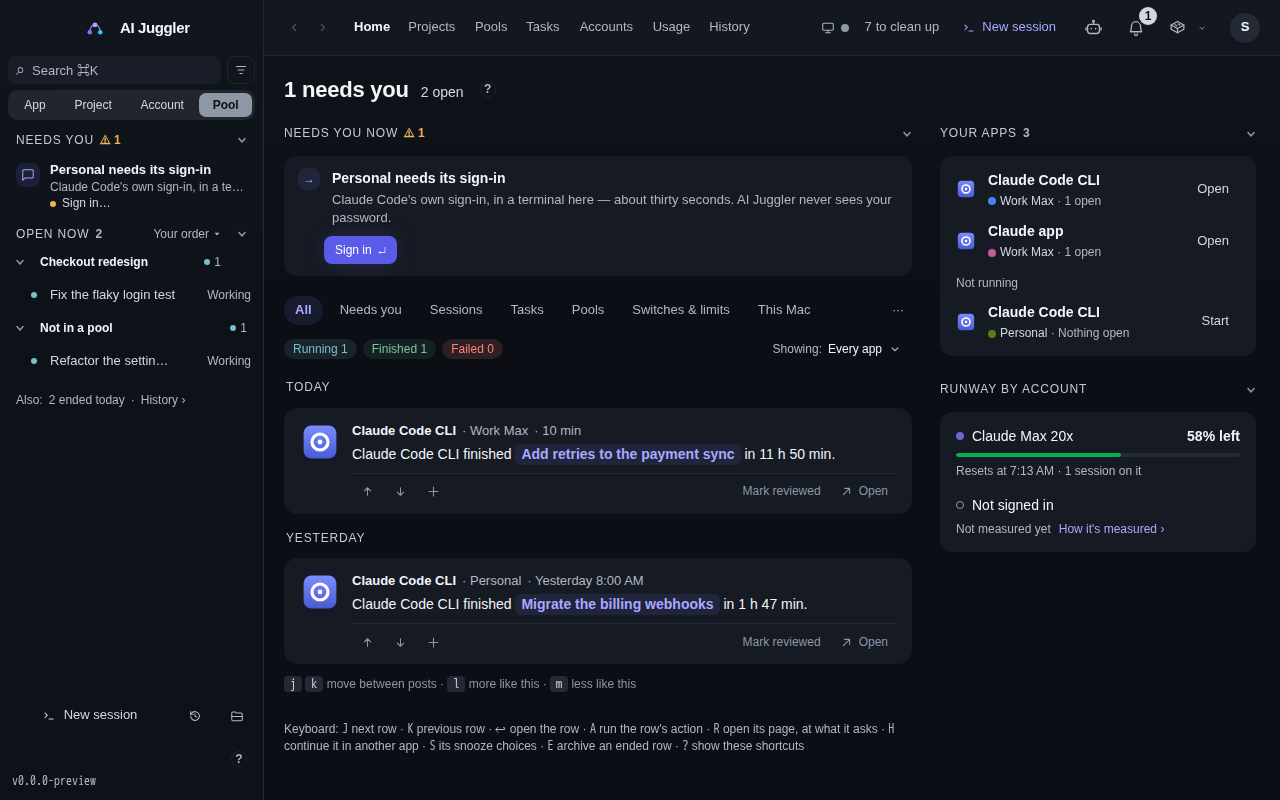 AI Juggler
Search ⌘K
App Project Account Pool
NEEDS YOU 1
Personal needs its sign-in
Claude Code's own sign-in, in a te…
Sign in…
OPEN NOW 2 Your order
Checkout redesign 1
Fix the flaky login test Working
Not in a pool 1
Refactor the settin… Working
Also: 2 ended today · History ›
New session
?
v0.0.0-preview
Home Projects Pools Tasks Accounts Usage History 7 to clean up New session 1 S
1 needs you 2 open ?
NEEDS YOU NOW 1
Personal needs its sign-in
Claude Code's own sign-in, in a terminal here — about thirty seconds. AI Juggler never sees your
password.
Sign in
All Needs you Sessions Tasks Pools Switches & limits This Mac ···
Running 1 Finished 1 Failed 0 Showing: Every app
TODAY
Claude Code CLI · Work Max · 10 min
Claude Code CLI finished Add retries to the payment sync in 11 h 50 min.
Mark reviewed Open
YESTERDAY
Claude Code CLI · Personal · Yesterday 8:00 AM
Claude Code CLI finished Migrate the billing webhooks in 1 h 47 min.
Mark reviewed Open
j k move between posts · l more like this · m less like this
Keyboard: J next row · K previous row · ↩ open the row · A run the row's action · R open its page, at what it asks · H
continue it in another app · S its snooze choices · E archive an ended row · ? show these shortcuts
YOUR APPS 3
Claude Code CLI Open
Work Max · 1 open
Claude app Open
Work Max · 1 open
Not running
Claude Code CLI Start
Personal · Nothing open
RUNWAY BY ACCOUNT
Claude Max 20x 58% left
Resets at 7:13 AM · 1 session on it
Not signed in
Not measured yet How it's measured ›